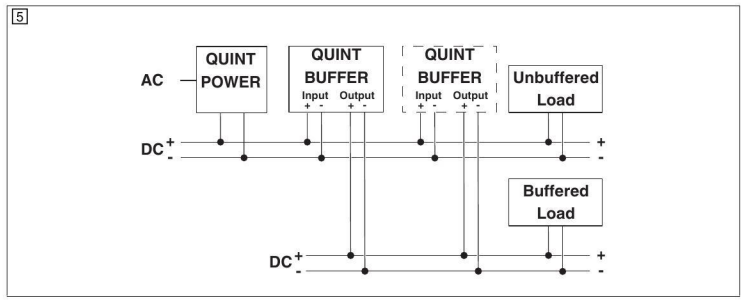 5
QUINT
POWER
AC
QUINT
BUFFER
Input Output
+ - + -
QUINT
BUFFER
Input Output
+ - + -
Unbuffered
Load
DC + +
- -
Buffered
Load
DC + +
- -